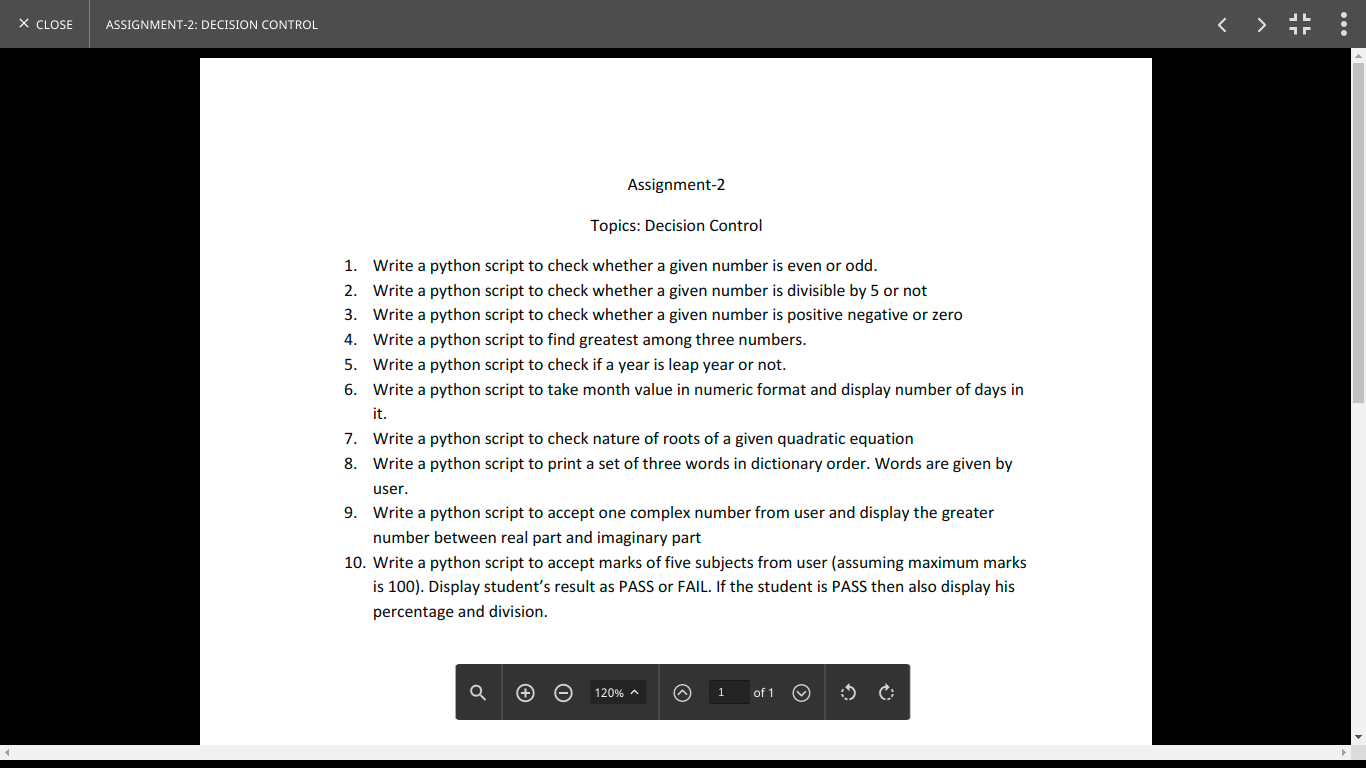 CLOSE
ASSIGNMENT-2: DECISION CONTROL
Assignment-2
Topics: Decision Control
1. Write a python script to check whether a given number is even or odd.
2. Write a python script to check whether a given number is divisible by 5 or not
3. Write a python script to check whether a given number is positive negative or zero
4. Write a python script to find greatest among three numbers.
5. Write a python script to check if a year is leap year or not.
6. Write a python script to take month value in numeric format and display number of days in
it.
7. Write a python script to check nature of roots of a given quadratic equation
8. Write a python script to print a set of three words in dictionary order. Words are given by
user.
9. Write a python script to accept one complex number from user and display the greater
number between real part and imaginary part
10. Write a python script to accept marks of five subjects from user (assuming maximum marks
is 100). Display student’s result as PASS or FAIL. If the student is PASS then also display his
percentage and division.
120%
1 of 1